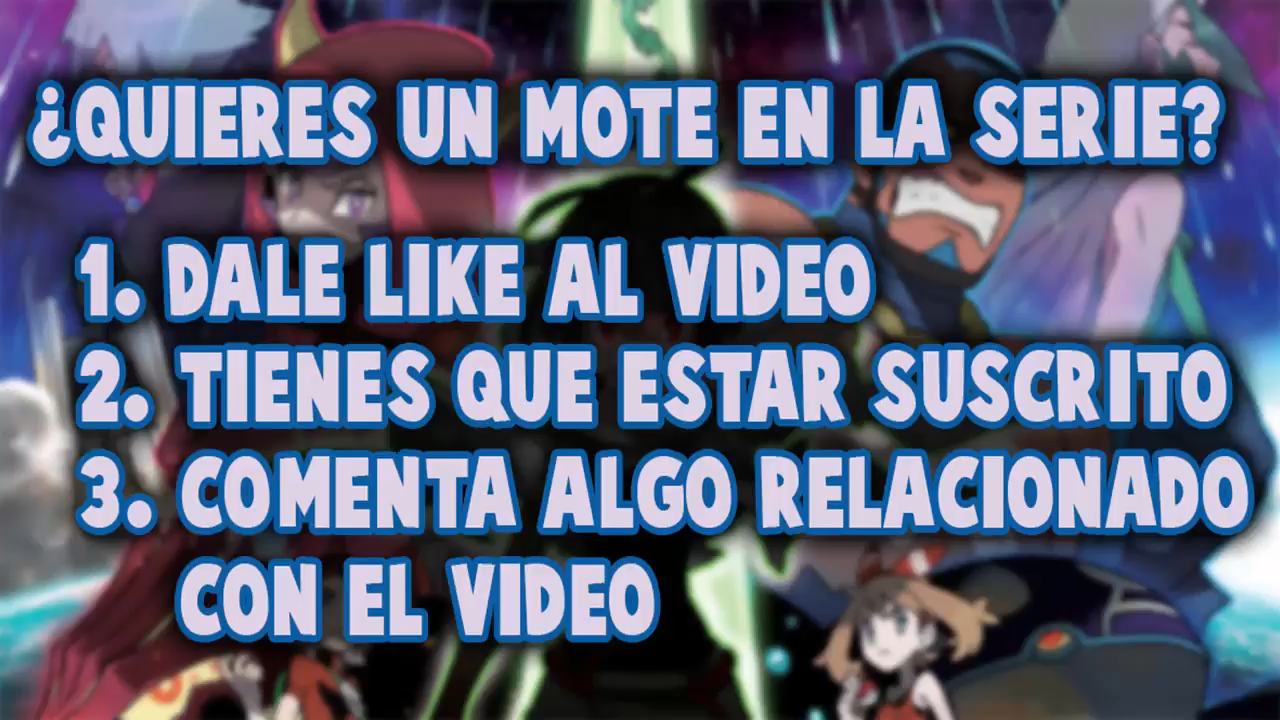 ¿QUIERES UN MOTE EN LA SERIE?
1. DALE LIKE AL VIDEO
2. TIENES QUE ESTAR SUSCRITO
3. COMENTA ALGO RELACIONADO
CON EL VIDEO